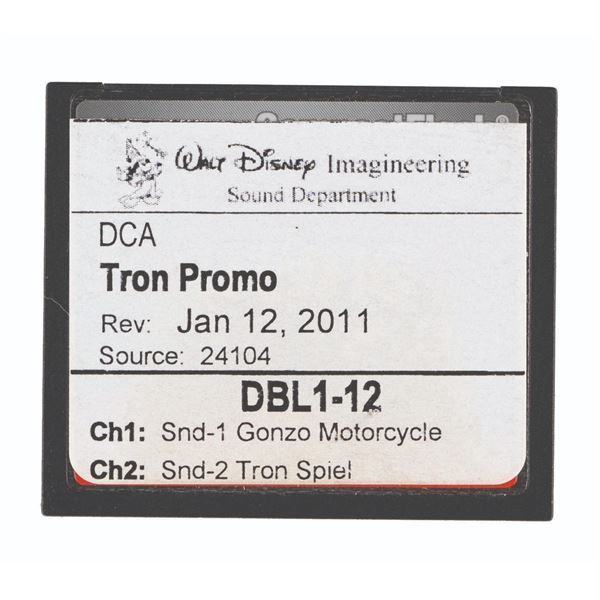 WALT DISNEY Imagineering
Sound Department
DCA
Tron Promo
Rev: Jan 12, 2011
Source: 24104
DBL1-12
Ch1: Snd-1 Gonzo Motorcycle
Ch2: Snd-2 Tron Spiel